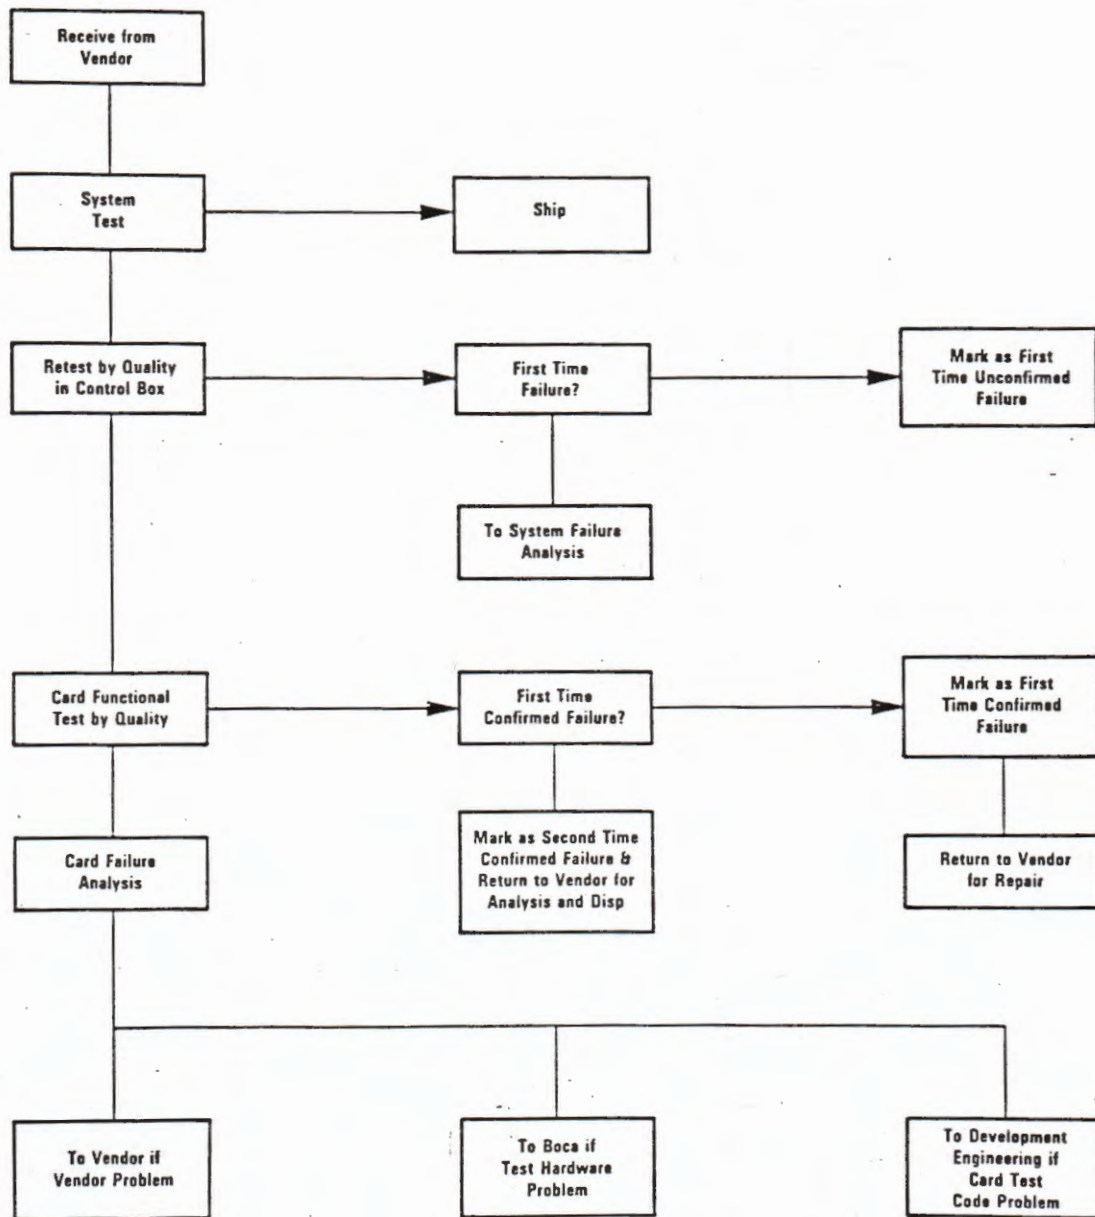 Receive from
Vendor
System
Test
Ship
Retest by Quality
in Control Box
First Time
Failure?
Mark as First
Time Unconfirmed
Failure
To System Failure
Analysis
Card Functional
Test by Quality
First Time
Confirmed Failure?
Mark as First
Time Confirmed
Failure
Card Failure
Analysis
Mark as Second Time
Confirmed Failure &
Return to Vendor for
Analysis and Disp
Return to Vendor
for Repair
To Vendor if
Vendor Problem
To Boca if
Test Hardware
Problem
To Development
Engineering if
Card Test
Code Problem